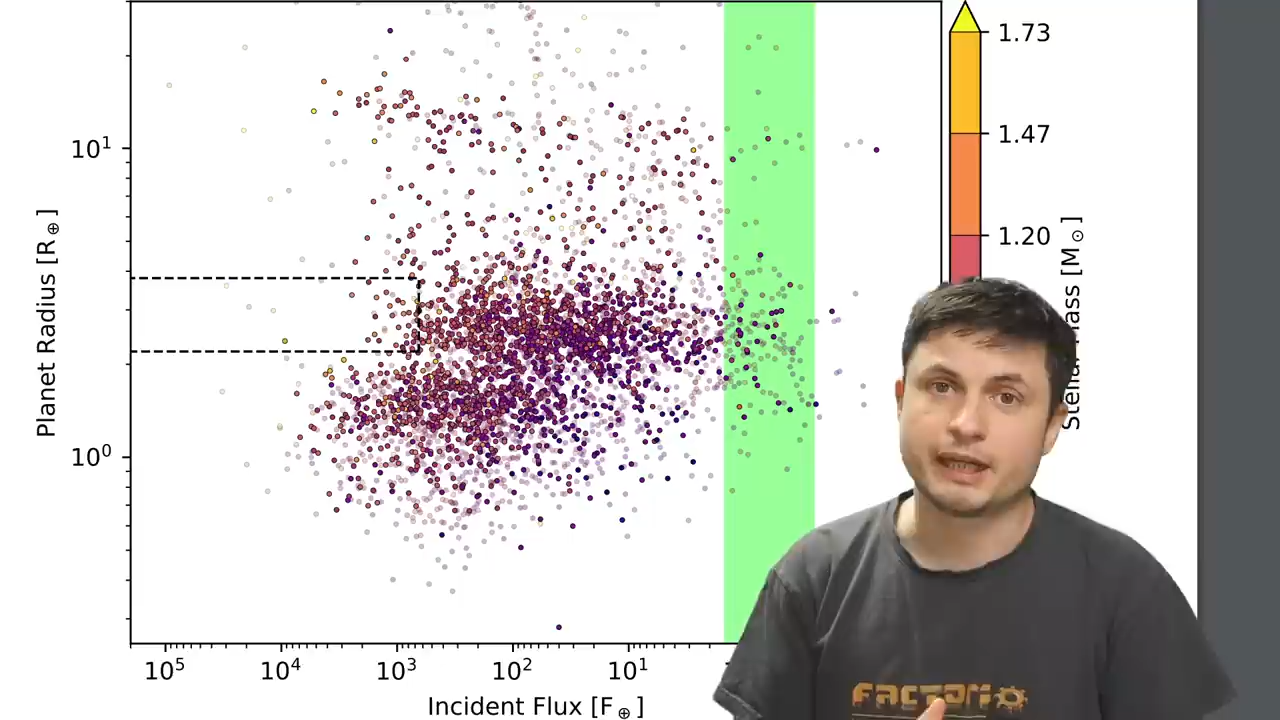 1.73
1.47
1.20
10¹
10⁰
Planet Radius [R⊕]
10⁵ 10⁴ 10³ 10² 10¹
Incident Flux [F⊕]
Mass [M⊙]
FACTORIO